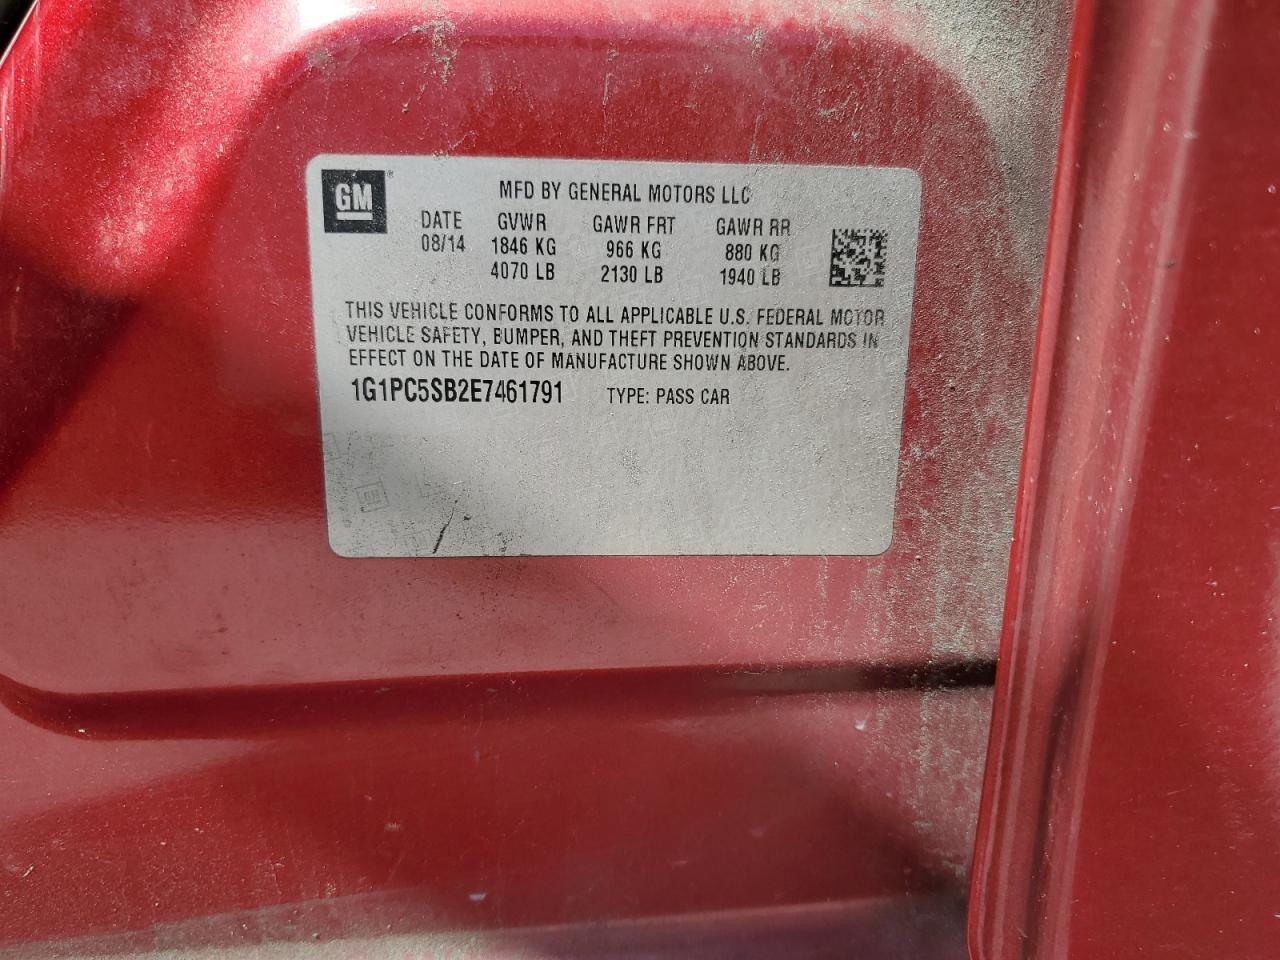 GM
MFD BY GENERAL MOTORS LLC
DATE GVWR GAWR FRT GAWR RR
08/14 1846 KG 966 KG 880 KG
4070 LB 2130 LB 1940 LB
THIS VEHICLE CONFORMS TO ALL APPLICABLE U.S. FEDERAL MOTOR
VEHICLE SAFETY, BUMPER, AND THEFT PREVENTION STANDARDS IN
EFFECT ON THE DATE OF MANUFACTURE SHOWN ABOVE.
1G1PC5SB2E7461791 TYPE: PASS CAR
GM